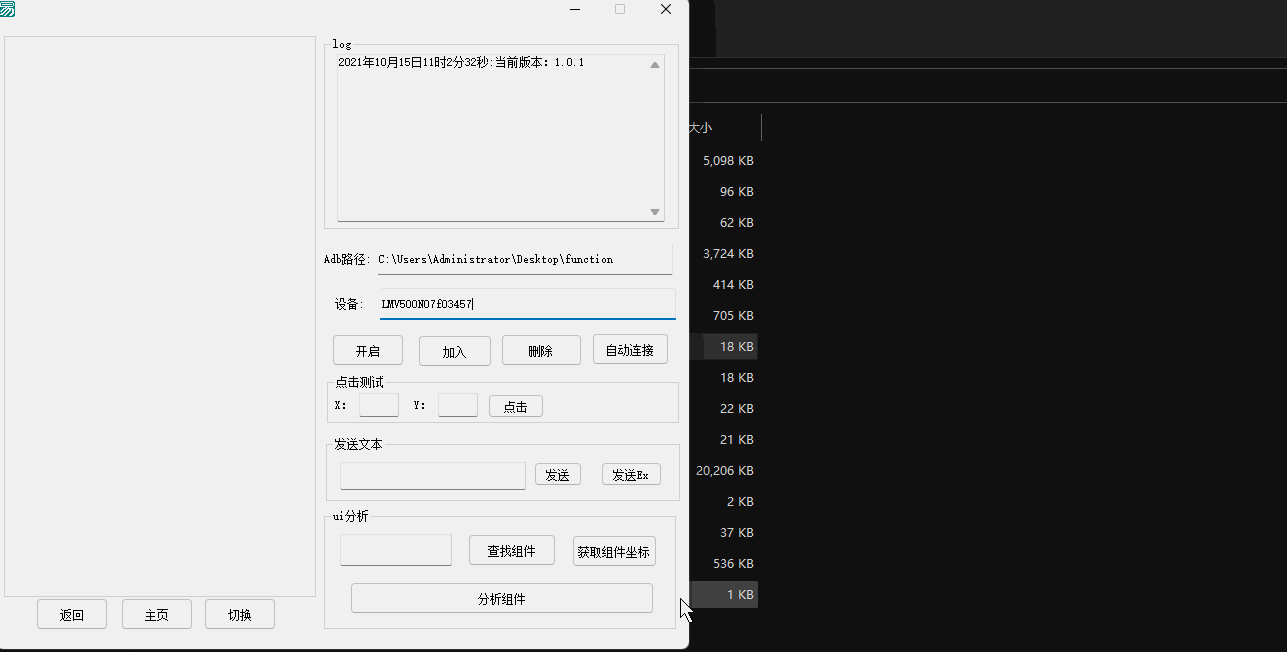 log
2021年10月15日11时2分32秒:当前版本：1.0.1
Adb路径: C:\Users\Administrator\Desktop\function
设备: LMV500N07f03457
开启 加入 删除 自动连接
点击测试
X: Y: 点击
发送文本
发送 发送Ex
ui分析
查找组件 获取组件坐标
分析组件
返回 主页 切换
大小
5,098 KB
96 KB
62 KB
3,724 KB
414 KB
705 KB
18 KB
18 KB
22 KB
21 KB
20,206 KB
2 KB
37 KB
536 KB
1 KB